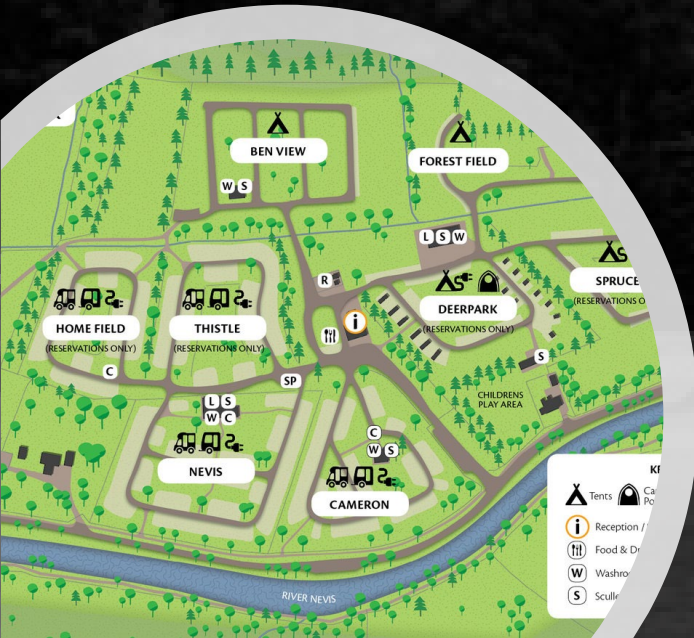 BEN VIEW
FOREST FIELD
W S
L S W
R
SPRUCE
(RESERVATIONS O
DEERPARK
(RESERVATIONS ONLY)
HOME FIELD
(RESERVATIONS ONLY)
THISTLE
(RESERVATIONS ONLY)
i
S
C
SP
CHILDRENS
PLAY AREA
L S
W C
NEVIS
C
W S
CAMERON
Tents
i Reception /
Food & D
W Washro
S Sculle
RIVER NEVIS